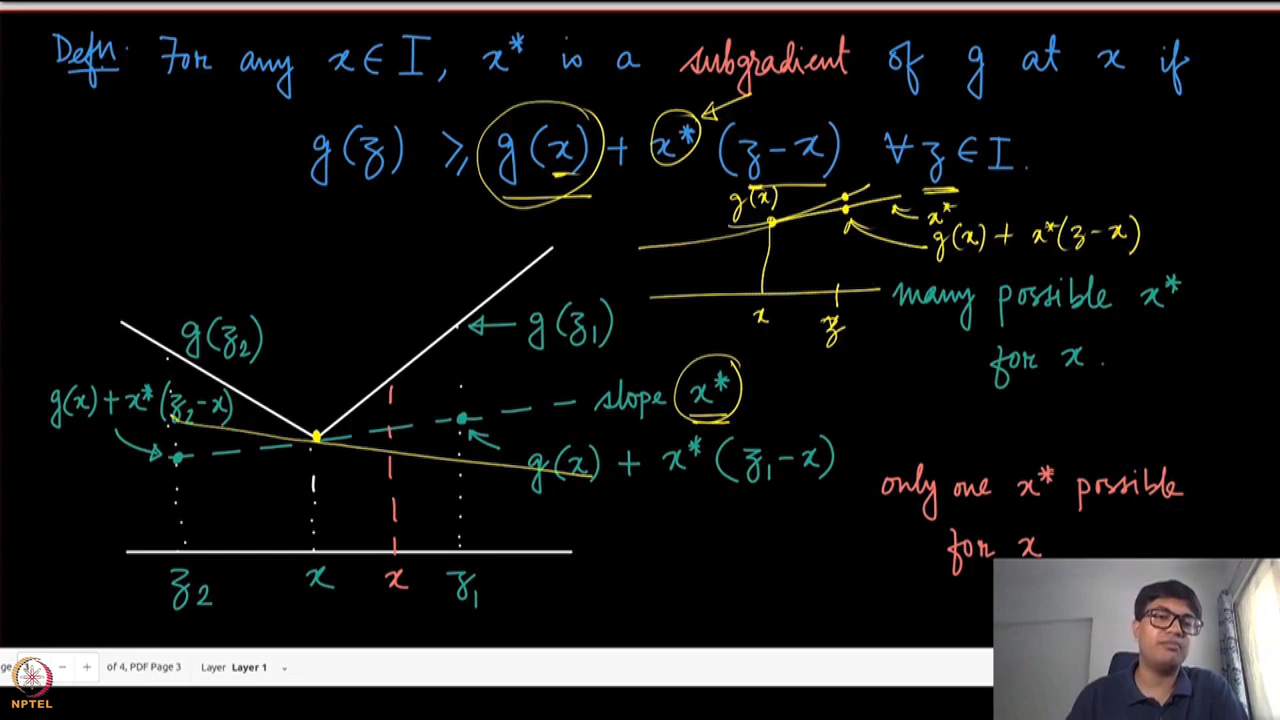 Defn: For any x ∈ I, x* is a subgradient of g at x if
g(z) ⩾ g(x) + x* (z-x) ∀ z ∈ I.
g(x)
x*
g(x) + x*(z-x)
x
z
many possible x*
for x.
g(z2)
g(z1)
g(x)+x*(z2-x)
slope x*
g(x) + x* (z1-x)
only one x* possible
for x
z2
x
x
z1
of 4, PDF Page 3
Layer Layer 1
NPTEL